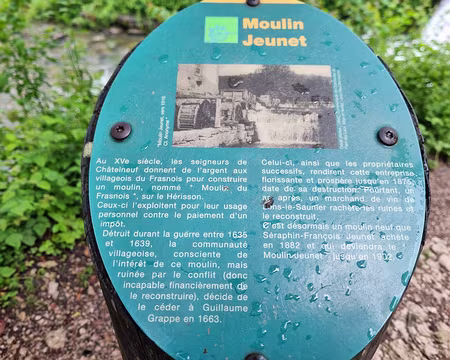 Moulin
Jeunet
Au XVe siècle, les seigneurs de
Châtelneuf donnent de l'argent aux
villageois du Frasnois pour construire
un moulin, nommé " Moulin du
Frasnois ", sur le Hérisson.
Ceux-ci l'exploitent pour leur usage
personnel contre le paiement d'un
impôt.
Détruit durant la guerre entre 1635
et 1639, la communauté
villageoise, consciente de
l'intérêt de ce moulin, mais
ruinée par le conflit (donc
incapable financièrement de
le reconstruire), décide de
le céder à Guillaume
Grappe en 1663.
Celui-ci, ainsi que les propriétaires
successifs, rendirent cette entreprise
florissante et prospère jusqu'en 1875,
date de sa destruction. Pourtant, un
an après, un marchand de vin de
Lons-le-Saunier rachète les ruines et
le reconstruit.
C'est désormais un moulin neuf que
Séraphin-François Jeunet achète
en 1882 et qui deviendra le "
Moulin Jeunet " jusqu'en